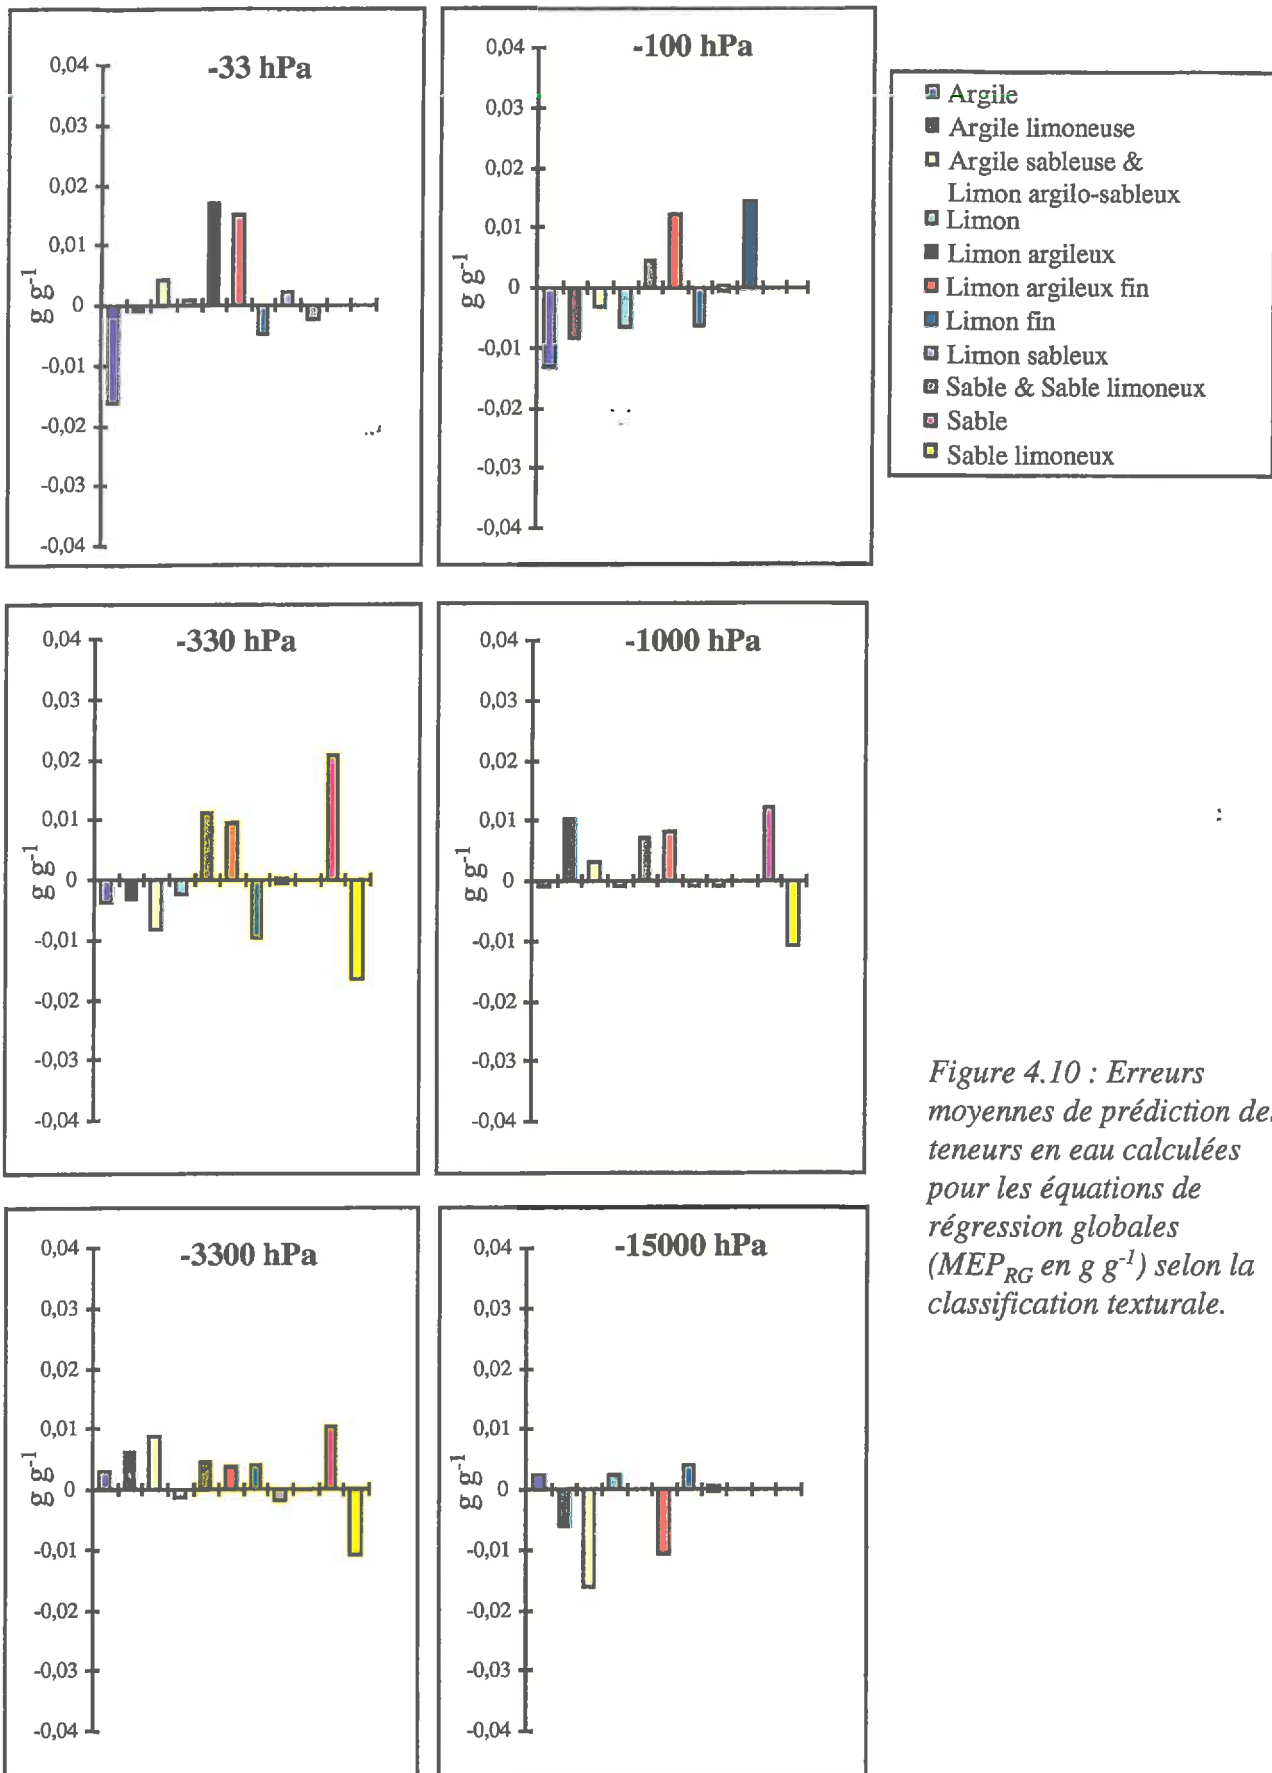 -33 hPa
0,04
0,03
0,02
0,01
0
-0,01
-0,02
-0,03
-0,04
g g-1
-100 hPa
0,04
0,03
0,02
0,01
0
-0,01
-0,02
-0,03
-0,04
g g-1
Argile
Argile limoneuse
Argile sableuse &
Limon argilo-sableux
Limon
Limon argileux
Limon argileux fin
Limon fin
Limon sableux
Sable & Sable limoneux
Sable
Sable limoneux
-330 hPa
0,04
0,03
0,02
0,01
0
-0,01
-0,02
-0,03
-0,04
g g-1
-1000 hPa
0,04
0,03
0,02
0,01
0
-0,01
-0,02
-0,03
-0,04
g g-1
Figure 4.10 : Erreurs
moyennes de prédiction de
teneurs en eau calculées
pour les équations de
régression globales
(MEPRG en g g-1) selon la
classification texturale.
-3300 hPa
0,04
0,03
0,02
0,01
0
-0,01
-0,02
-0,03
-0,04
g g-1
-15000 hPa
0,04
0,03
0,02
0,01
0
-0,01
-0,02
-0,03
-0,04
g g-1